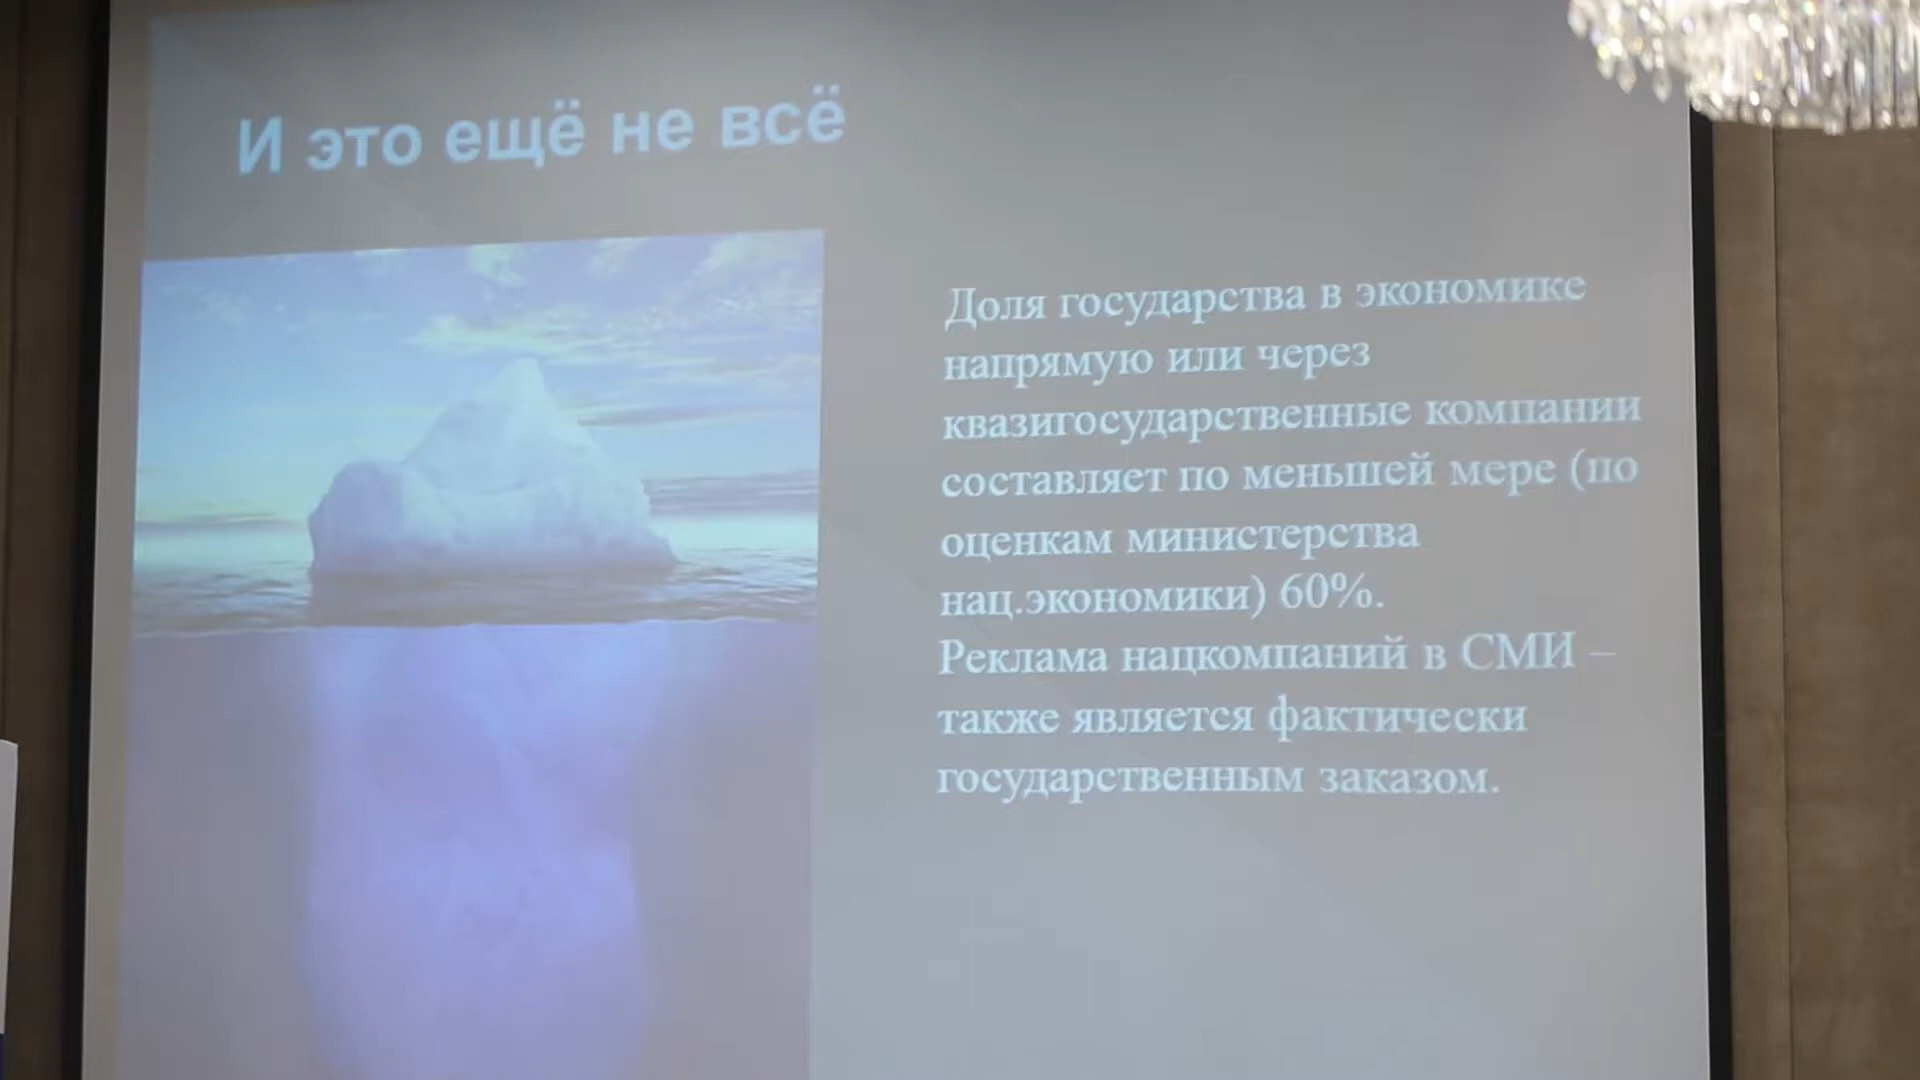 И это ещё не всё
Доля государства в экономике
напрямую или через
квазигосударственные компании
составляет по меньшей мере (по
оценкам министерства
нац.экономики) 60%.
Реклама нацкомпаний в СМИ –
также является фактически
государственным заказом.